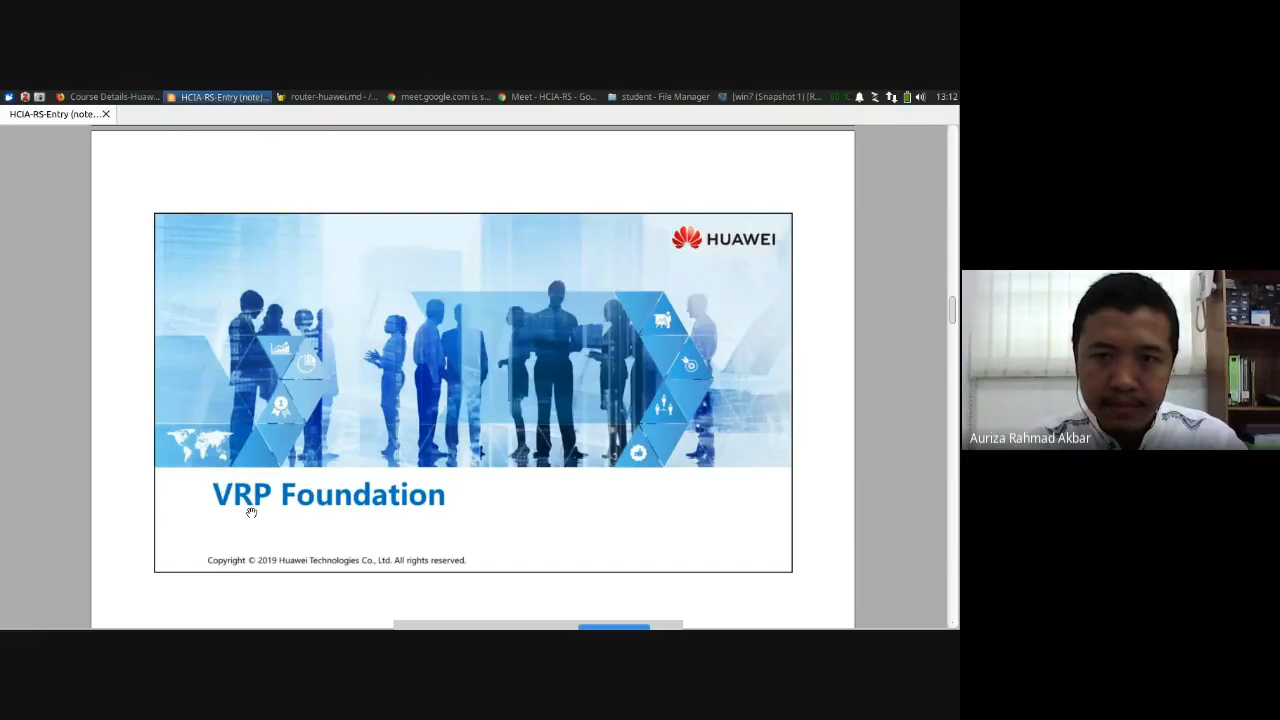 Course Details-Huaw...
HCIA-RS-Entry (note)...
router-huawei.md - /...
meet.google.com is s...
Meet - HCIA-RS - Go...
student - File Manager
[win7 (Snapshot 1) [R...
60 °C
13:12
HCIA-RS-Entry (note...
HUAWEI
1
VRP Foundation
Copyright © 2019 Huawei Technologies Co., Ltd. All rights reserved.
Auriza Rahmad Akbar